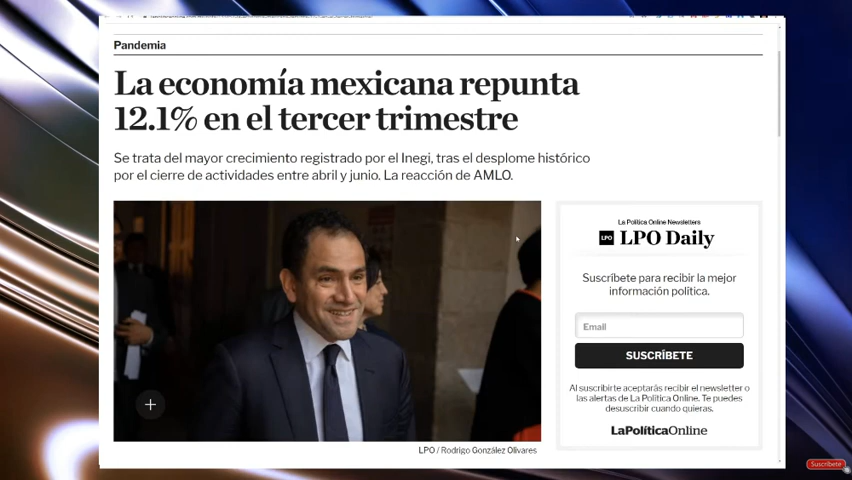 Pandemia
La economía mexicana repunta
12.1% en el tercer trimestre
Se trata del mayor crecimiento registrado por el Inegi, tras el desplome histórico
por el cierre de actividades entre abril y junio. La reacción de AMLO.
LPO / Rodrigo González Olivares
La Política Online Newsletters
LPO LPO Daily
Suscríbete para recibir la mejor
información política.
Email
SUSCRÍBETE
Al suscribirte aceptarás recibir el newsletter o
las alertas de La Política Online. Te puedes
desuscribir cuando quieras.
LaPolíticaOnline
Suscríbete